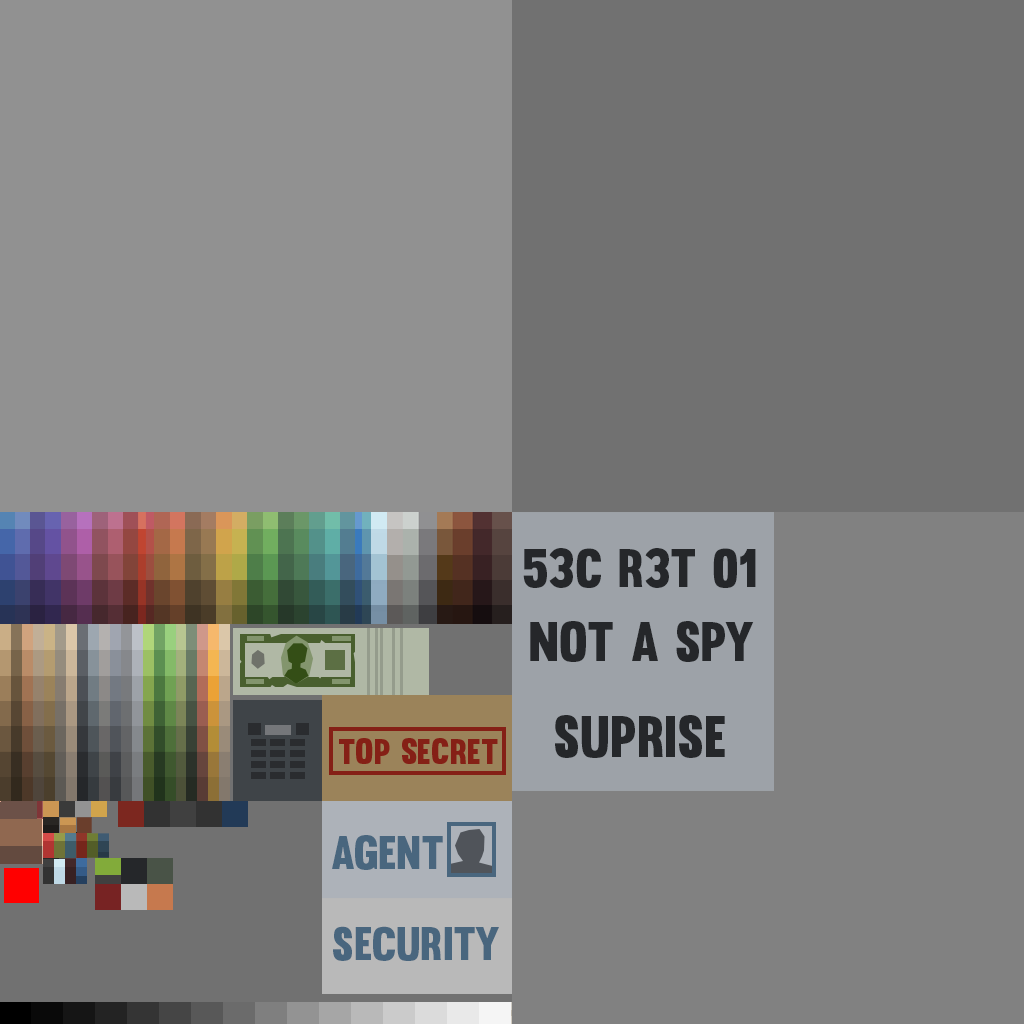 53C R3T 01
NOT A SPY
SUPRISE
TOP SECRET
AGENT
SECURITY